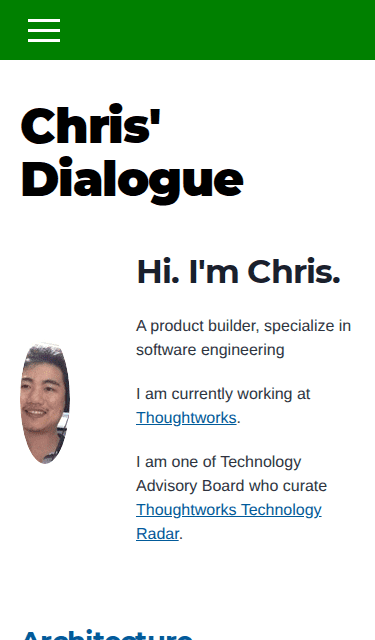 Chris'
Dialogue
Hi. I'm Chris.
A product builder, specialize in
software engineering
I am currently working at
Thoughtworks.
I am one of Technology
Advisory Board who curate
Thoughtworks Technology
Radar.
Architecture